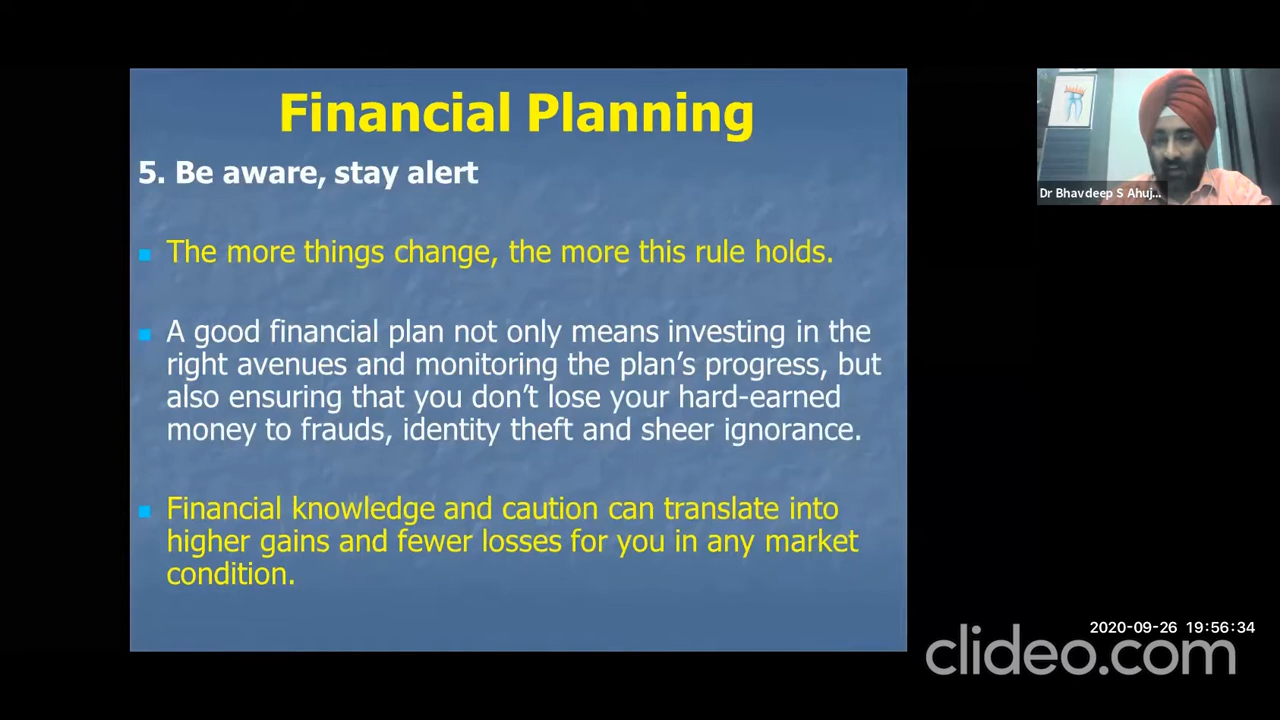 Financial Planning
5. Be aware, stay alert
The more things change, the more this rule holds.
A good financial plan not only means investing in the
right avenues and monitoring the plan’s progress, but
also ensuring that you don’t lose your hard-earned
money to frauds, identity theft and sheer ignorance.
Financial knowledge and caution can translate into
higher gains and fewer losses for you in any market
condition.
Dr Bhavdeep S Ahuj...
2020-09-26 19:56:34
clideo.com